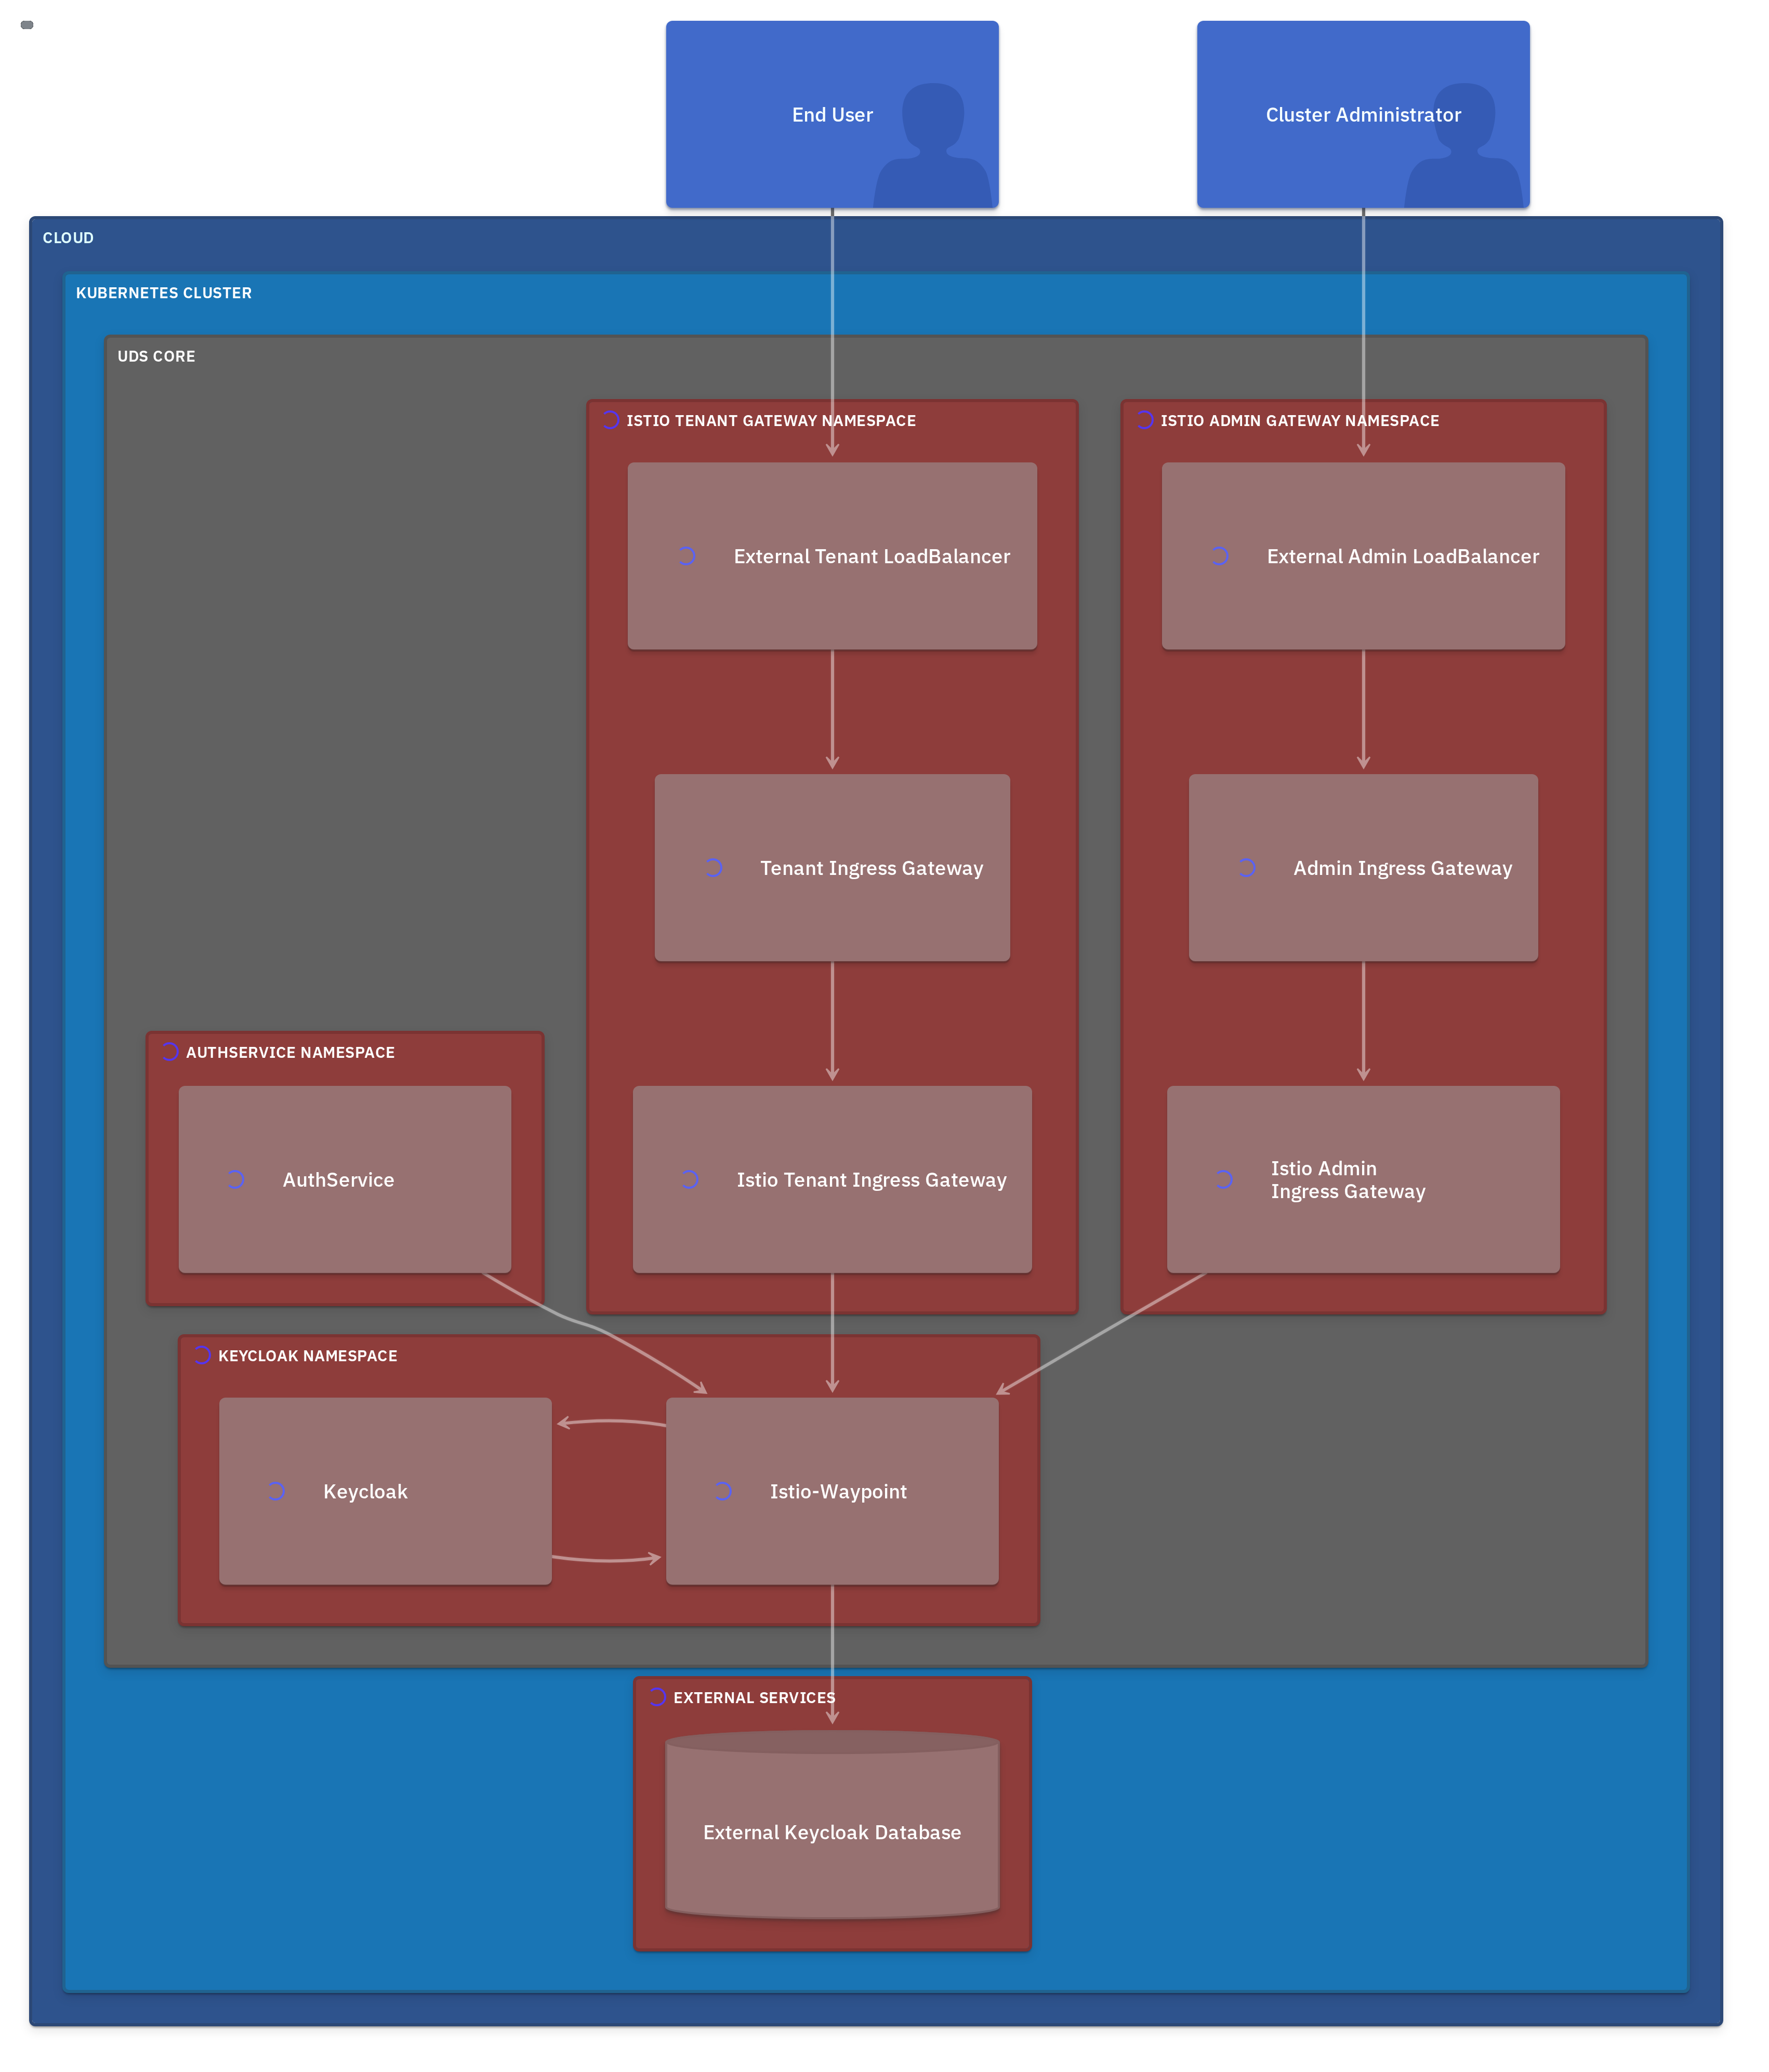 End User
Cluster Administrator
CLOUD
KUBERNETES CLUSTER
UDS CORE
ISTIO TENANT GATEWAY NAMESPACE
ISTIO ADMIN GATEWAY NAMESPACE
External Tenant LoadBalancer
External Admin LoadBalancer
Tenant Ingress Gateway
Admin Ingress Gateway
AUTHSERVICE NAMESPACE
AuthService
Istio Tenant Ingress Gateway
Istio Admin
Ingress Gateway
KEYCLOAK NAMESPACE
Keycloak
Istio-Waypoint
EXTERNAL SERVICES
External Keycloak Database